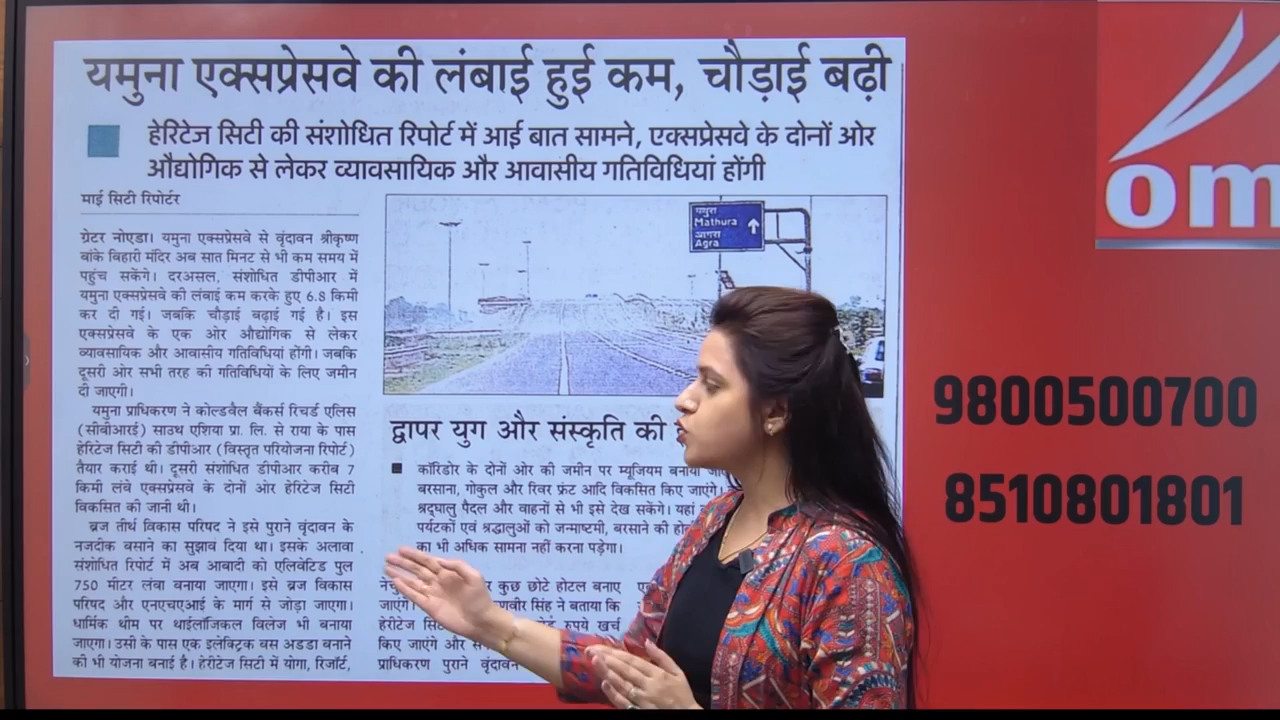 यमुना एक्सप्रेसवे की लंबाई हुई कम, चौड़ाई बढ़ी
हेरिटेज सिटी की संशोधित रिपोर्ट में आई बात सामने, एक्सप्रेसवे के दोनों ओर
औद्योगिक से लेकर व्यावसायिक और आवासीय गतिविधियां होंगी
माई सिटी रिपोर्टर
ग्रेटर नोएडा। यमुना एक्सप्रेसवे से वृंदावन श्रीकृष्ण
बांके विहारी मंदिर अब सात मिनट से भी कम समय में
पहुंच सकेंगे। दरअसल, संशोधित डीपीआर में
यमुना एक्सप्रेसवे की लंबाई कम करके हुए 6.8 किमी
कर दी गई। जबकि चौड़ाई बढ़ाई गई है। इस
एक्सप्रेसवे के एक ओर औद्योगिक से लेकर
व्यावसायिक और आवासीय गतिविधियां होंगी। जबकि
दूसरी ओर सभी तरह की गतिविधियों के लिए जमीन
दी जाएगी।
यमुना प्राधिकरण ने कोल्डवैल बैंकर्स रिचर्ड एलिस
(सीबीआरई) साउथ एशिया प्रा. लि. से राया के पास
हेरिटेज सिटी की डीपीआर (विस्तृत परियोजना रिपोर्ट)
तैयार कराई थी। दूसरी संशोधित डीपीआर करीब 7
किमी लंवे एक्सप्रेसवे के दोनों ओर हेरिटेज सिटी
विकसित की जानी थी।
ब्रज तीर्थ विकास परिषद ने इसे पुराने वृंदावन के
नजदीक बसाने का सुझाव दिया था। इसके अलावा
संशोधित रिपोर्ट में अब आबादी को एलिवेटिड पुल
750 मीटर लंबा बनाया जाएगा। इसे ब्रज विकास
परिषद और एनएचएआई के मार्ग से जोड़ा जाएगा।
धार्मिक थीम पर थाईलॉजिकल विलेज भी बनाया
जाएगा। उसी के पास एक इलेक्ट्रिक बस अडडा बनाने
की भी योजना बनाई है। हेरीटेज सिटी में योगा, रिजॉर्ट,
मथुरा
Mathura
आगरा
Agra
द्वापर युग और संस्कृति की
कॉरिडोर के दोनों ओर की जमीन पर म्यूजियम बनाया
बरसाना, गोकुल और रिवर फ्रंट आदि विकसित किए जाएंगे।
श्रद्घालु पैदल और वाहनों से भी इसे देख सकेंगे। यहां
पर्यटकों एवं श्रद्धालुओं को जन्माष्टमी, बरसाने की
का भी अधिक सामना नहीं करना पड़ेगा।
कुछ छोटे होटल बनाए
जाएंगे
सिंह ने बताया कि
हेरीटेज
रुपये खर्च
किए जाएंगे और
प्राधिकरण पुराने वृंदावन
om
9800500700
8510801801